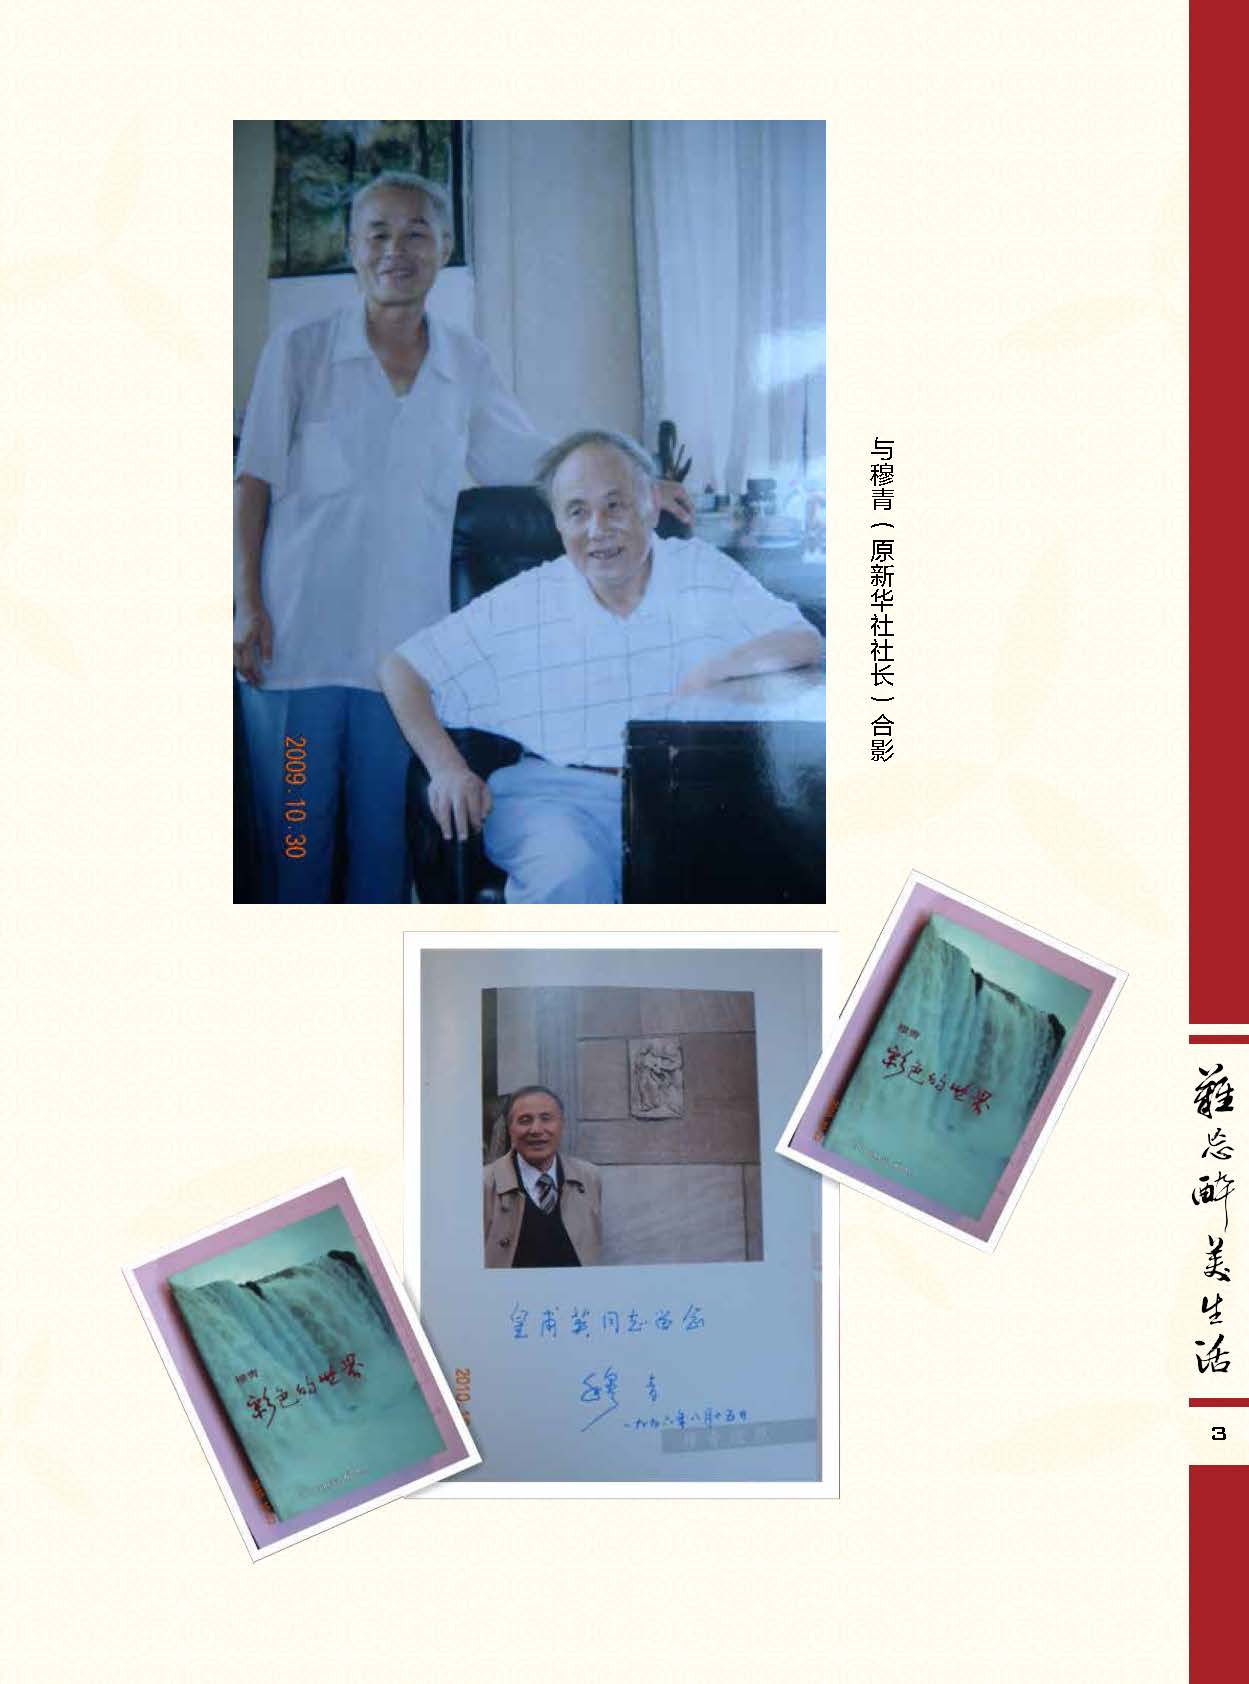 与穆青（原新华社社长）合影
2009.10.30
穆青
彩色的世界
皇甫英同志留念
穆青
一九九六年八月十五日
2010.1
穆青
彩色的世界
難忘醉美生活
3